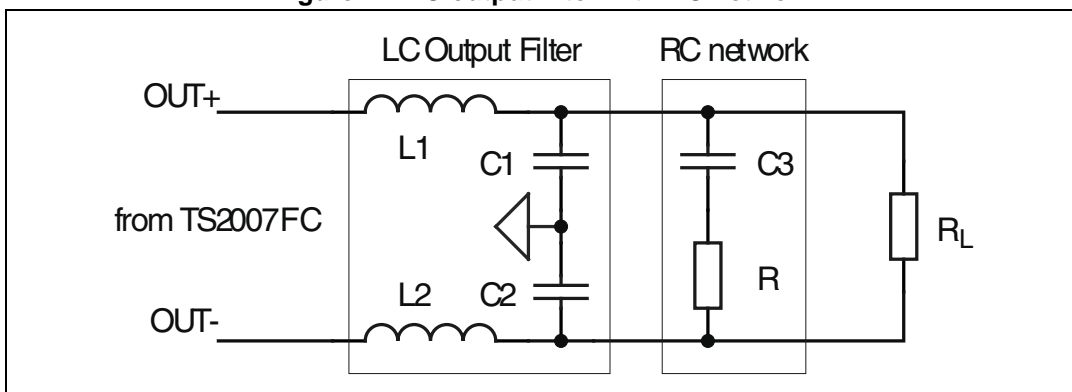 LC Output Filter
RC network
OUT+
L1
C1
C3
from TS2007FC
RL
R
L2
C2
OUT-